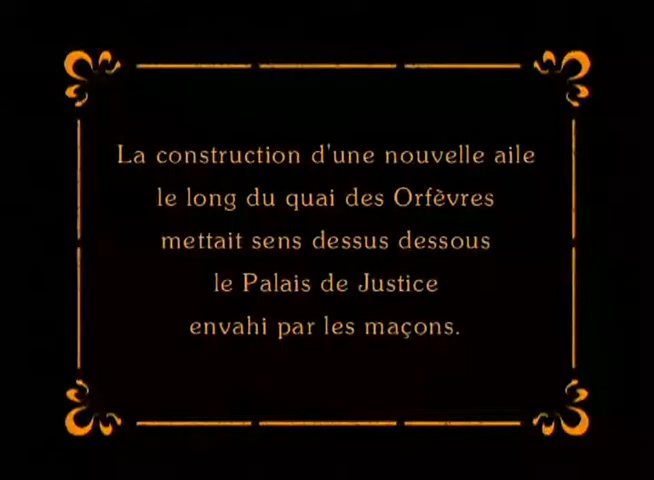 La construction d'une nouvelle aile
le long du quai des Orfèvres
mettait sens dessus dessous
le Palais de Justice
envahi par les maçons.